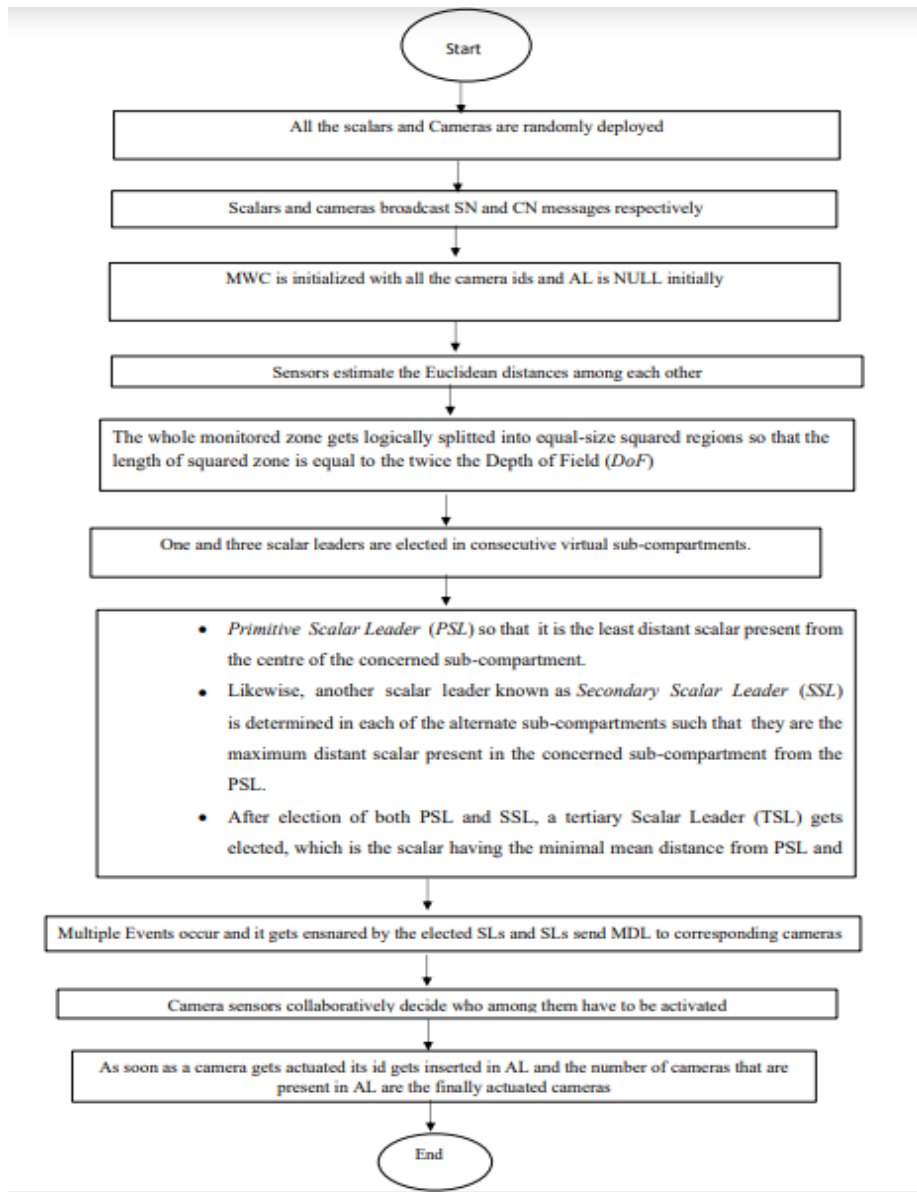 Start
All the scalars and Cameras are randomly deployed
Scalars and cameras broadcast SN and CN messages respectively
MWC is initialized with all the camera ids and AL is NULL initially
Sensors estimate the Euclidean distances among each other
The whole monitored zone gets logically splitted into equal-size squared regions so that the
length of squared zone is equal to the twice the Depth of Field (DoF)
One and three scalar leaders are elected in consecutive virtual sub-compartments.
• Primitive Scalar Leader (PSL) so that it is the least distant scalar present from
the centre of the concerned sub-compartment.
• Likewise, another scalar leader known as Secondary Scalar Leader (SSL)
is determined in each of the alternate sub-compartments such that they are the
maximum distant scalar present in the concerned sub-compartment from the
PSL.
• After election of both PSL and SSL, a tertiary Scalar Leader (TSL) gets
elected, which is the scalar having the minimal mean distance from PSL and
Multiple Events occur and it gets ensnared by the elected SLs and SLs send MDL to corresponding cameras
Camera sensors collaboratively decide who among them have to be activated
As soon as a camera gets actuated its id gets inserted in AL and the number of cameras that are
present in AL are the finally actuated cameras
End